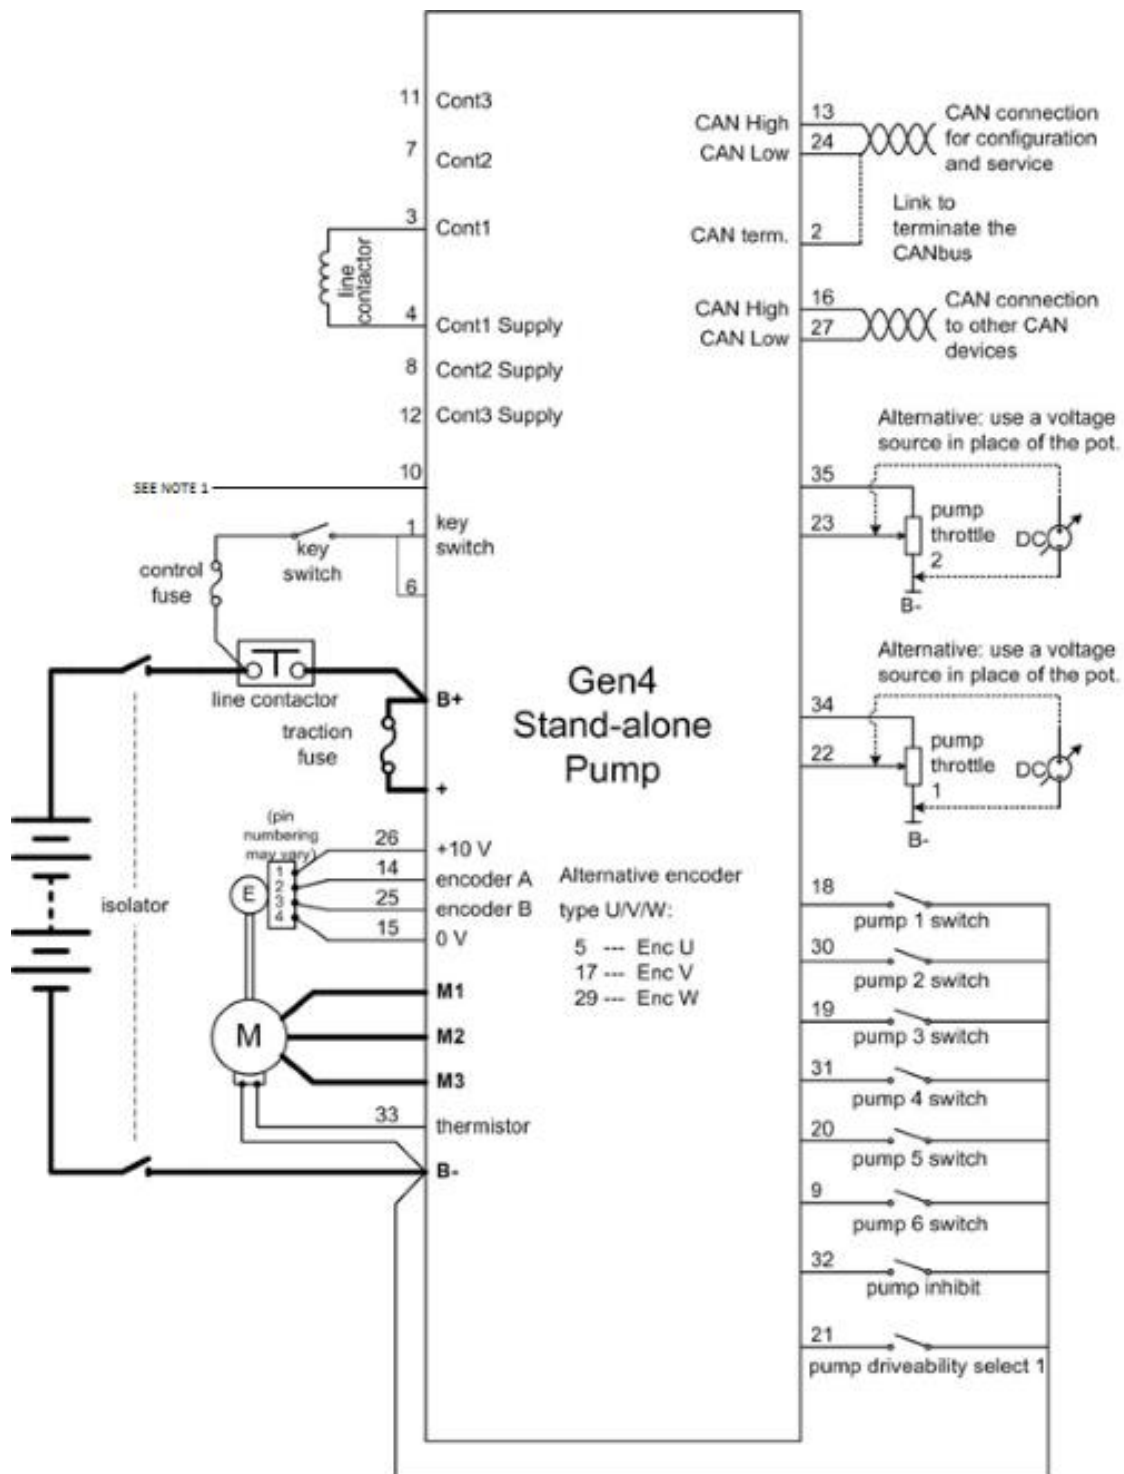 11 Cont3
7 Cont2
3 Cont1
line
contactor
4 Cont1 Supply
8 Cont2 Supply
12 Cont3 Supply
10
SEE NOTE 1
1 key
switch
key
switch
6
control
fuse
line contactor
B+
traction
fuse
+
(pin
numbering
may vary)
1
2
3
4
E
26 +10 V
14 encoder A
25 encoder B
15 0 V
isolator
M
M1
M2
M3
33 thermistor
B-
Gen4
Stand-alone
Pump
Alternative encoder
type U/V/W:
5 --- Enc U
17 --- Enc V
29 --- Enc W
CAN High 13
CAN Low 24
CAN connection
for configuration
and service
CAN term. 2
Link to
terminate the
CANbus
CAN High 16
CAN Low 27
CAN connection
to other CAN
devices
Alternative: use a voltage
source in place of the pot.
35
23
pump
throttle
2
DC
B-
Alternative: use a voltage
source in place of the pot.
34
22
pump
throttle
1
DC
B-
18
pump 1 switch
30
pump 2 switch
19
pump 3 switch
31
pump 4 switch
20
pump 5 switch
9
pump 6 switch
32
pump inhibit
21
pump driveability select 1